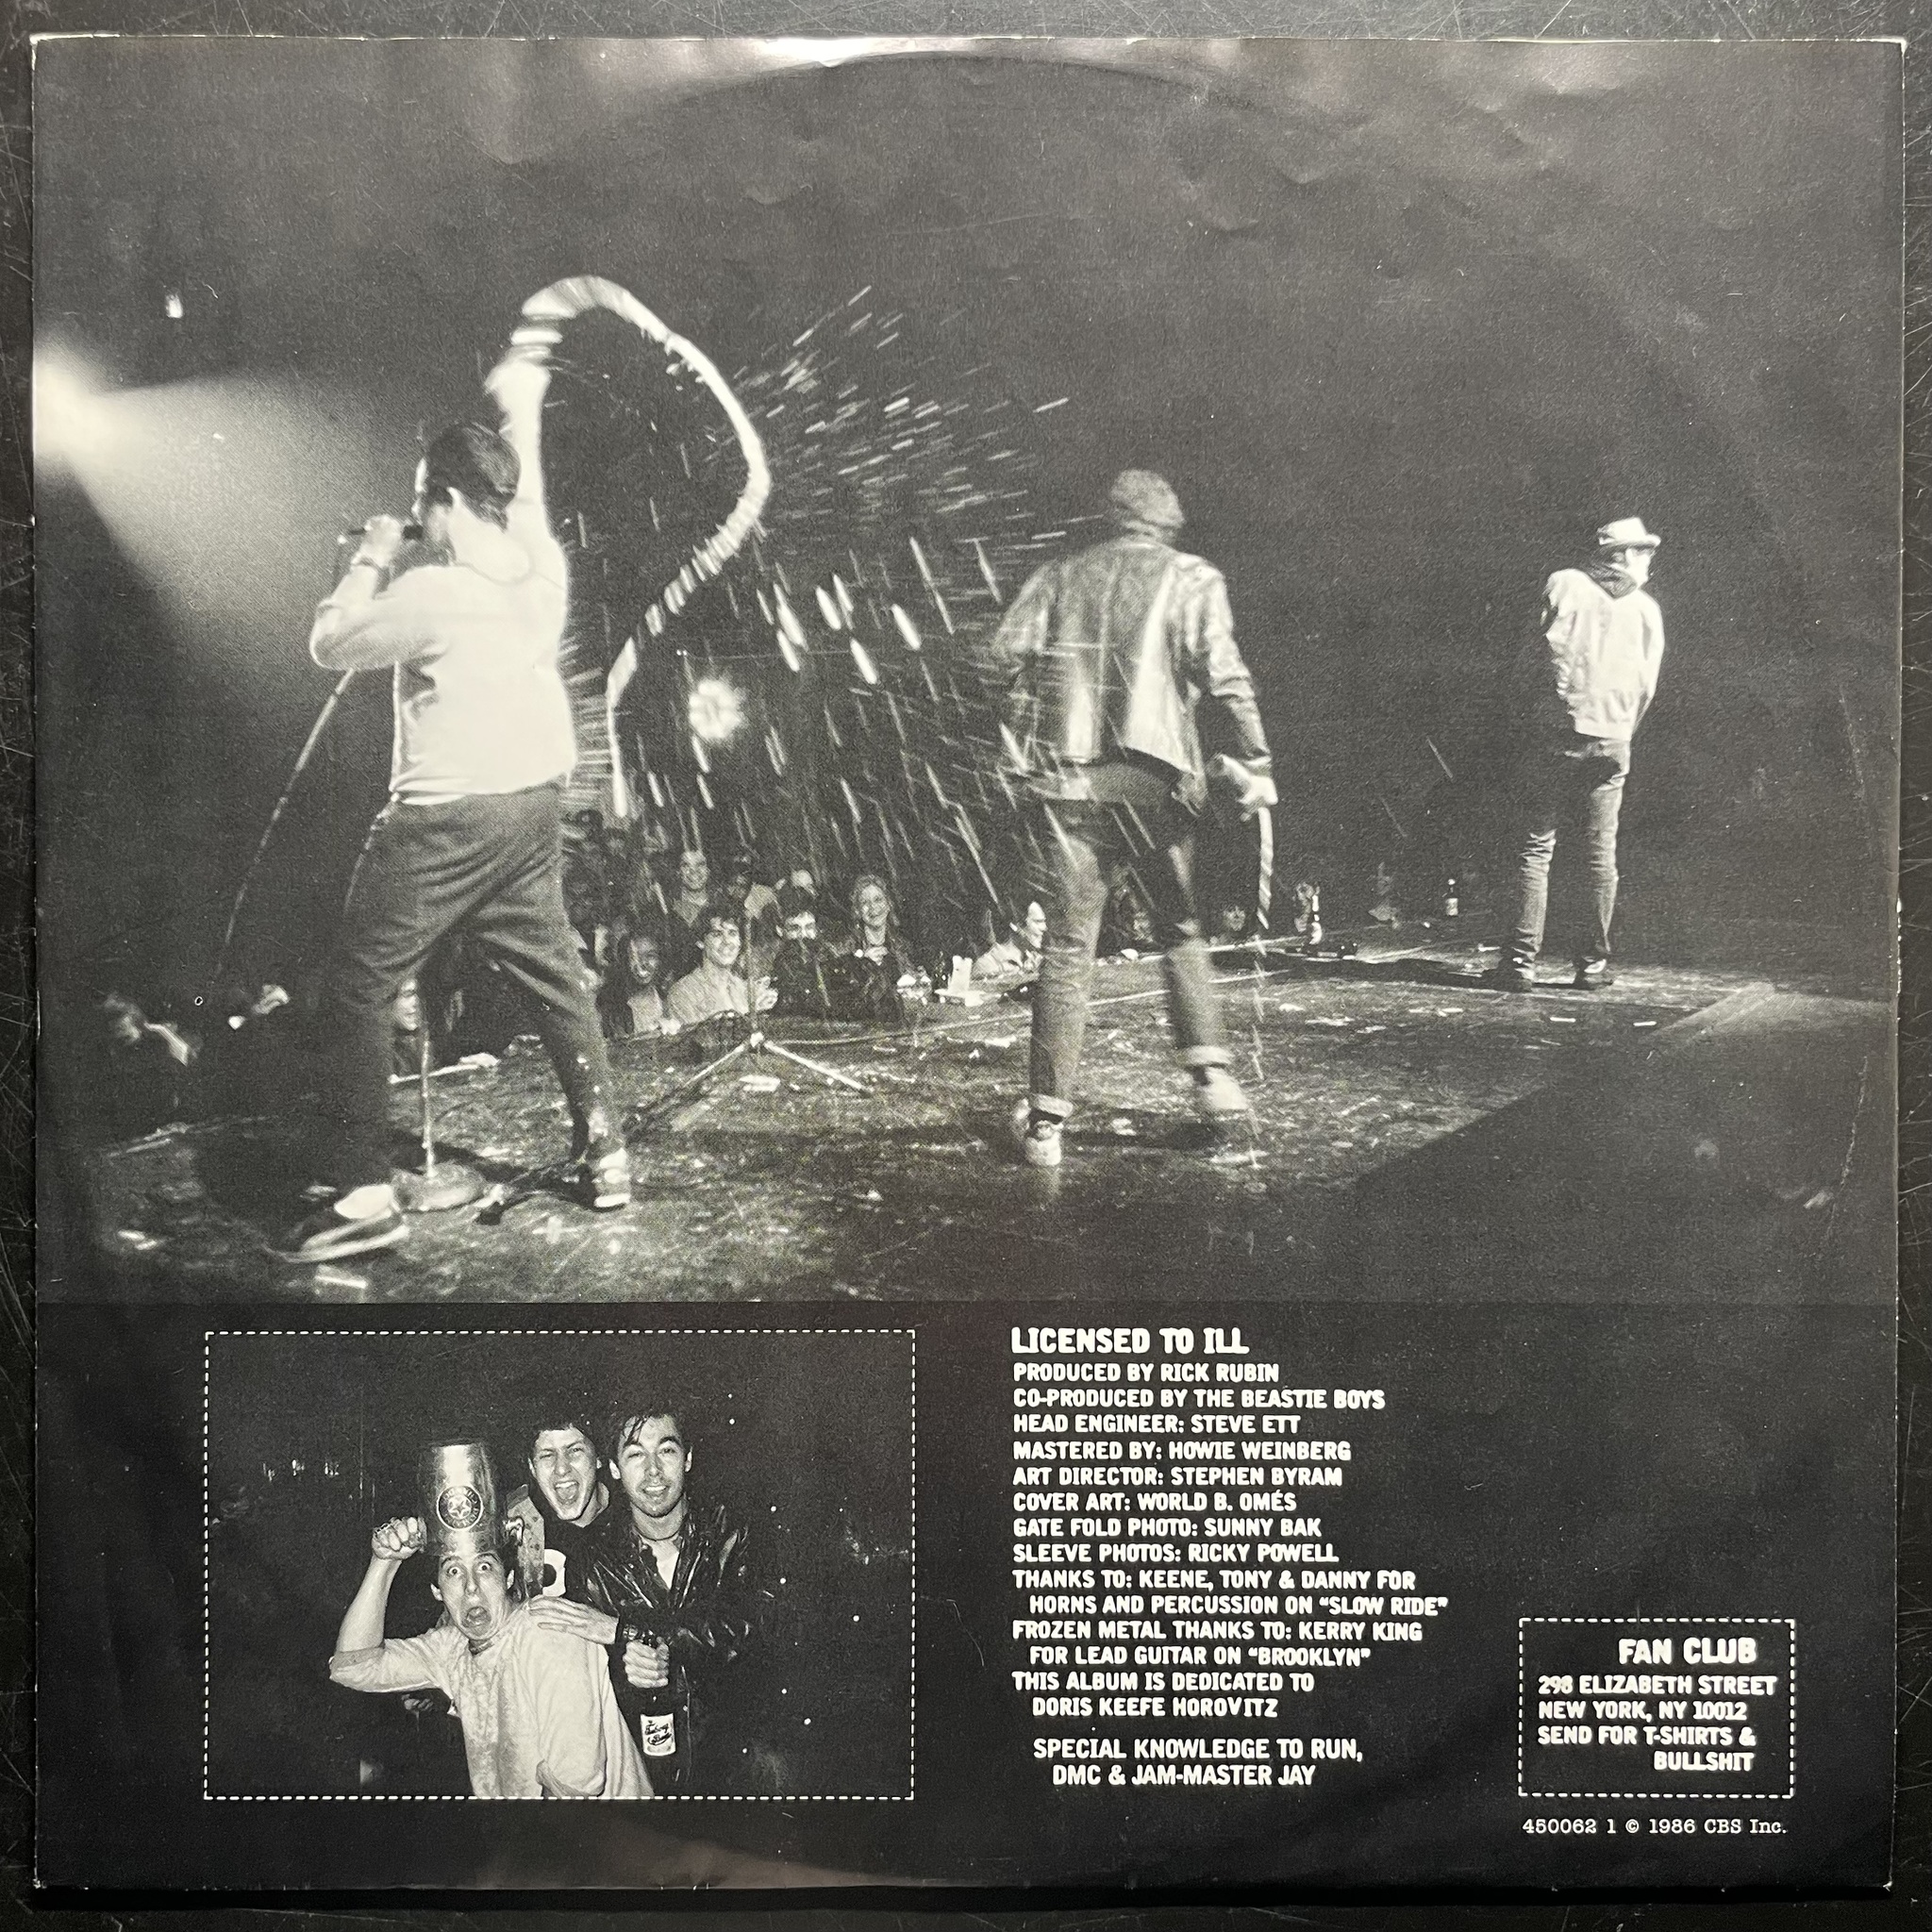 LICENSED TO ILL
PRODUCED BY RICK RUBIN
CO-PRODUCED BY THE BEASTIE BOYS
HEAD ENGINEER: STEVE ETT
MASTERED BY: HOWIE WEINBERG
ART DIRECTOR: STEPHEN BYRAM
COVER ART: WORLD B. OMÉS
GATE FOLD PHOTO: SUNNY BAK
SLEEVE PHOTOS: RICKY POWELL
THANKS TO: KEENE, TONY & DANNY FOR
HORNS AND PERCUSSION ON "SLOW RIDE"
FROZEN METAL THANKS TO: KERRY KING
FOR LEAD GUITAR ON "BROOKLYN"
THIS ALBUM IS DEDICATED TO
DORIS KEEFE HOROVITZ
SPECIAL KNOWLEDGE TO RUN,
DMC & JAM-MASTER JAY
FAN CLUB
298 ELIZABETH STREET
NEW YORK, NY 10012
SEND FOR T-SHIRTS &
BULLSHIT
450062 1 © 1986 CBS Inc.